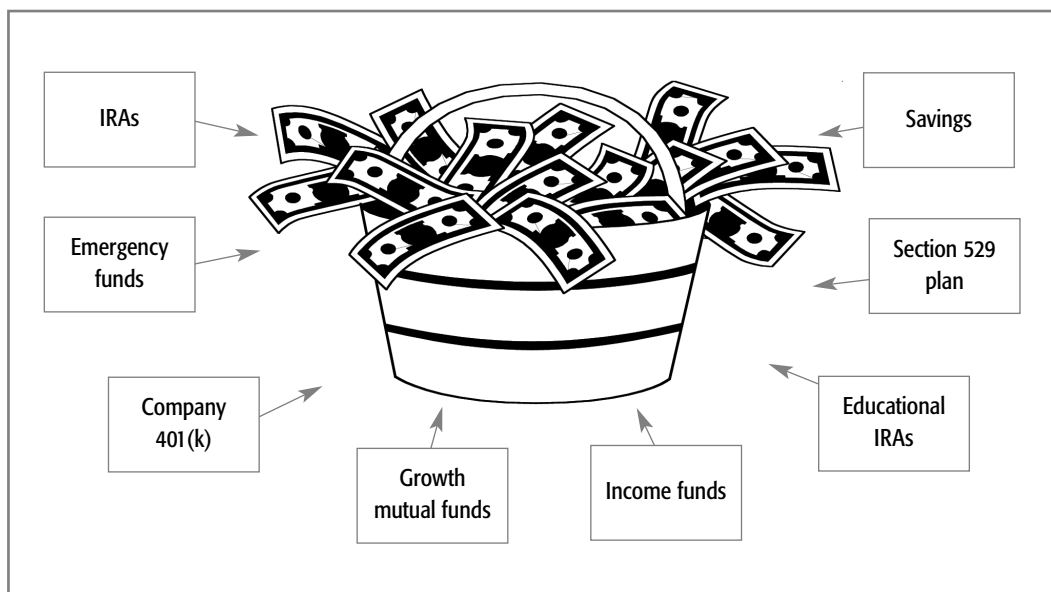 IRAs
Savings
Emergency
funds
Section 529
plan
Company
401(k)
Educational
IRAs
Growth
mutual funds
Income funds